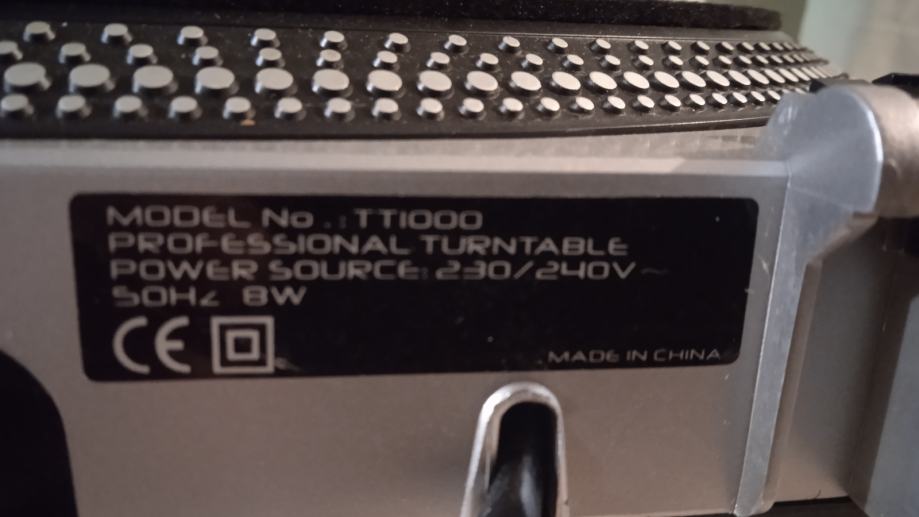 MODEL No .: TT1000
PROFESSIONAL TURNTABLE
POWER SOURCE: 230/240V~
50Hz 8W
CE
MADE IN CHINA